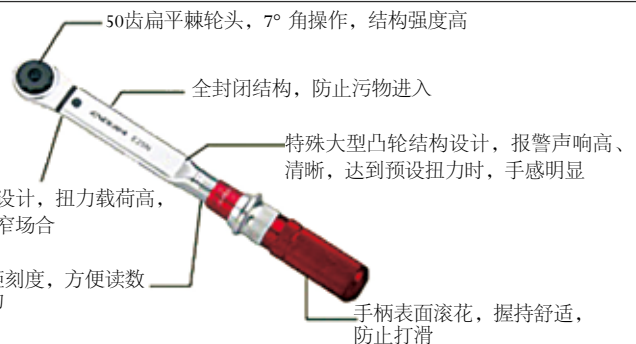 50齿扁平棘轮头，7° 角操作，结构强度高
全封闭结构，防止污物进入
特殊大型凸轮结构设计，报警声响高、
清晰，达到预设扭力时，手感明显
设计，扭力载荷高，
窄场合
刻度，方便读数
手柄表面滚花，握持舒适，
防止打滑